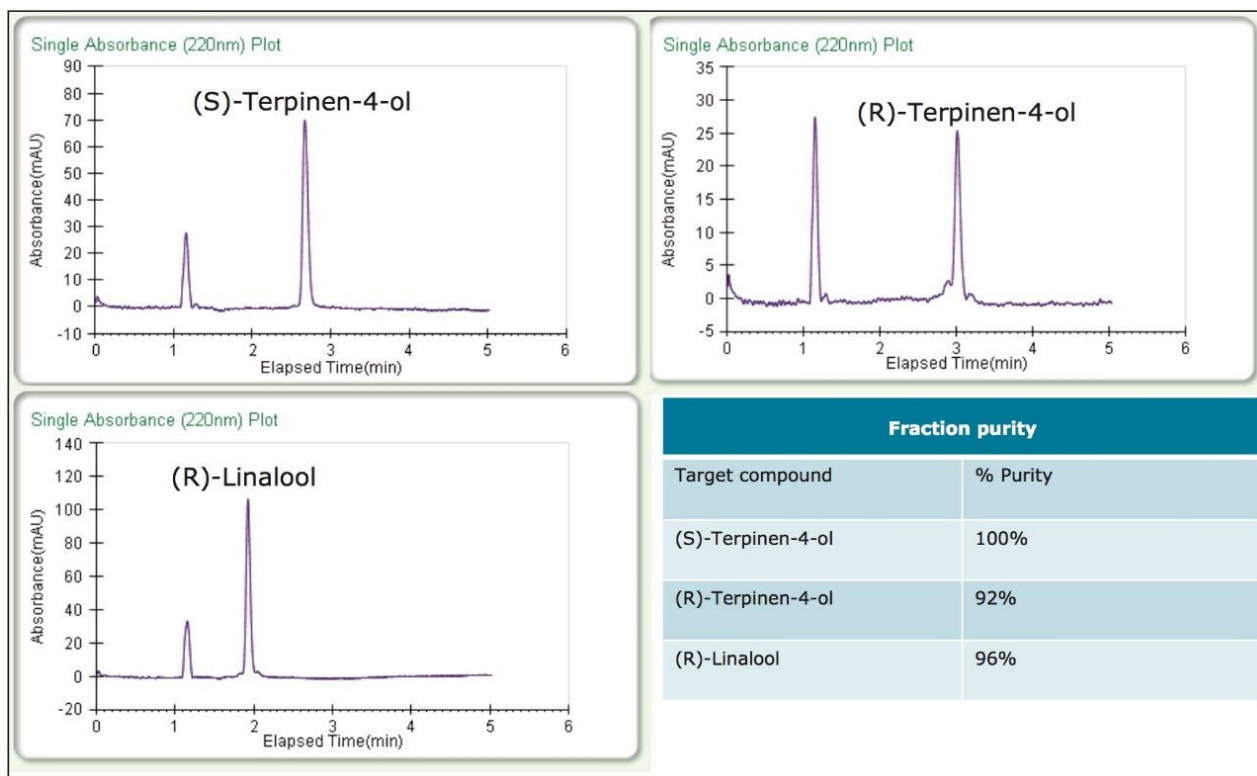 Single Absorbance (220nm) Plot
(S)-Terpinen-4-ol
Absorbance(mAU)
90
80
70
60
50
40
30
20
10
0
-10
0 1 2 3 4 5 6
Elapsed Time(min)
Single Absorbance (220nm) Plot
(R)-Terpinen-4-ol
Absorbance(mAU)
35
30
25
20
15
10
5
0
-5
0 1 2 3 4 5 6
Elapsed Time(min)
Single Absorbance (220nm) Plot
(R)-Linalool
Absorbance(mAU)
140
120
100
80
60
40
20
0
-20
0 1 2 3 4 5 6
Elapsed Time(min)
Fraction purity
Target compound % Purity
(S)-Terpinen-4-ol 100%
(R)-Terpinen-4-ol 92%
(R)-Linalool 96%